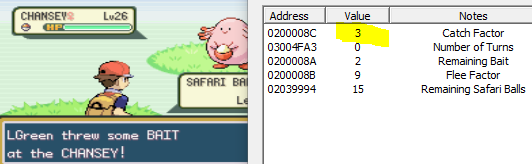 CHANSEY♀ Lv26
HP
SAFARI BA
Le
LGreen threw some BAIT
at the CHANSEY!
Address Value Notes
0200008C 3 Catch Factor
03004FA3 0 Number of Turns
0200008A 2 Remaining Bait
0200008B 9 Flee Factor
02039994 15 Remaining Safari Balls